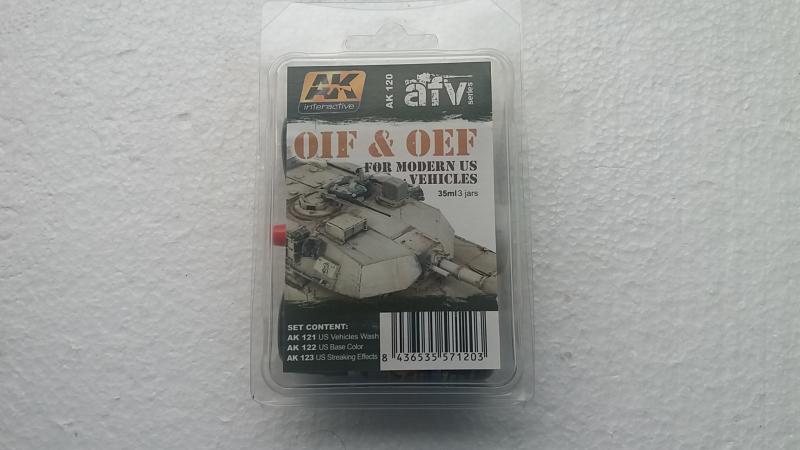 AK
interactive
AK 120
afv
series
OIF & OEF
FOR MODERN US
VEHICLES
35ml 3 jars
SET CONTENT:
AK 121 US Vehicles Wash
AK 122 US Base Color
AK 123 US Streaking Effects
8 436535 571203